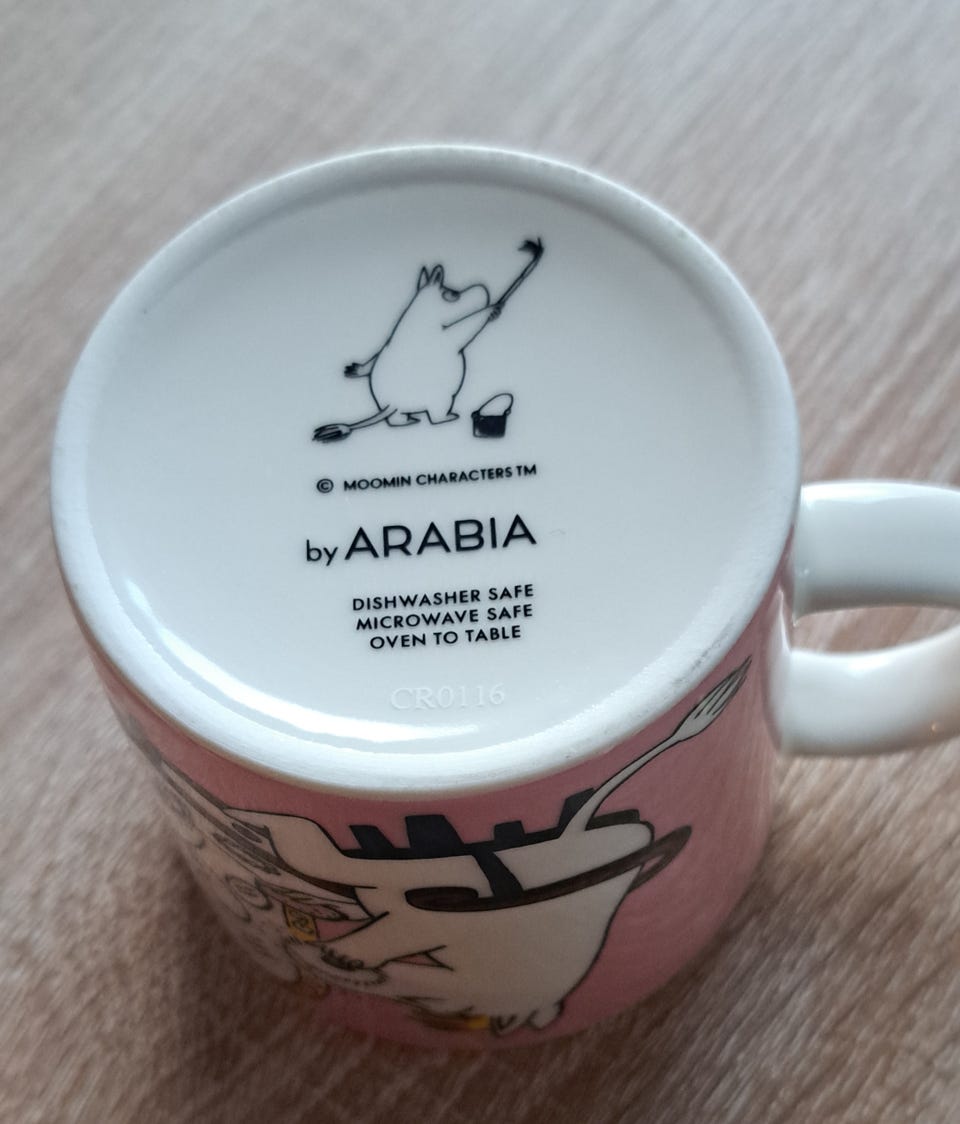 © MOOMIN CHARACTERS TM
by ARABIA
DISHWASHER SAFE
MICROWAVE SAFE
OVEN TO TABLE
CR0116